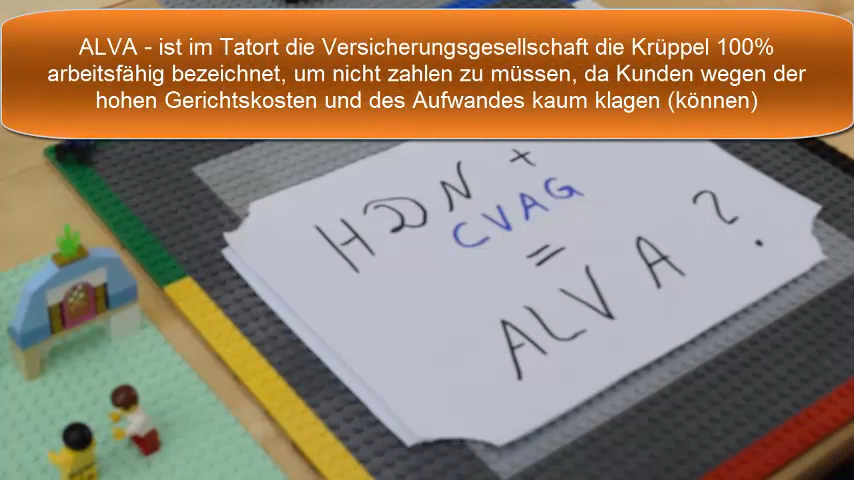 ALVA - ist im Tatort die Versicherungsgesellschaft die Krüppel 100%
arbeitsfähig bezeichnet, um nicht zahlen zu müssen, da Kunden wegen der
hohen Gerichtskosten und des Aufwandes kaum klagen (können)
HDN +
CVAG
=
ALVA ?